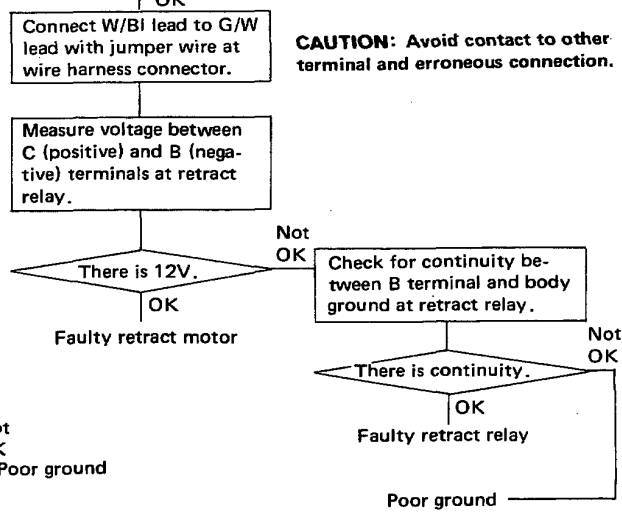 OK
Connect W/Bl lead to G/W
lead with jumper wire at
wire harness connector.
CAUTION: Avoid contact to other
terminal and erroneous connection.
Measure voltage between
C (positive) and B (nega-
tive) terminals at retract
relay.
There is 12V.
Not
OK
OK
Faulty retract motor
Check for continuity be-
tween B terminal and body
ground at retract relay.
There is continuity.
Not
OK
OK
Faulty retract relay
Poor ground
Poor ground